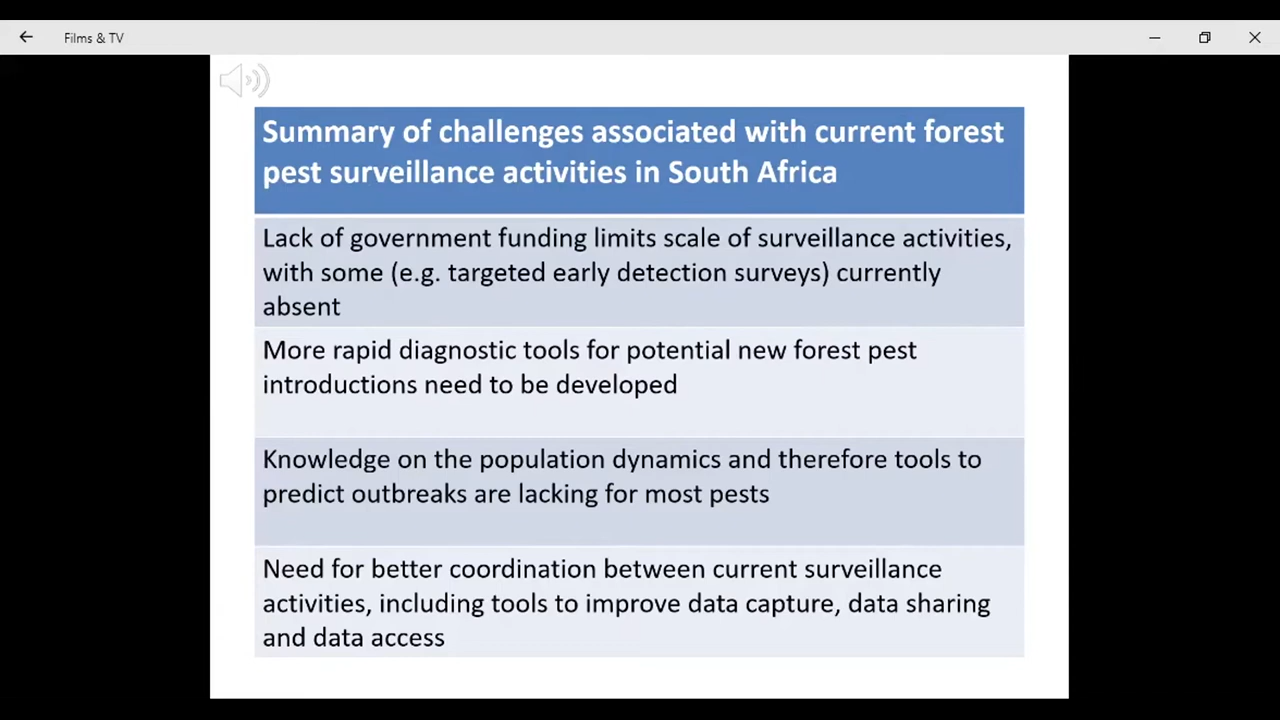 Films & TV
Summary of challenges associated with current forest
pest surveillance activities in South Africa
Lack of government funding limits scale of surveillance activities,
with some (e.g. targeted early detection surveys) currently
absent
More rapid diagnostic tools for potential new forest pest
introductions need to be developed
Knowledge on the population dynamics and therefore tools to
predict outbreaks are lacking for most pests
Need for better coordination between current surveillance
activities, including tools to improve data capture, data sharing
and data access